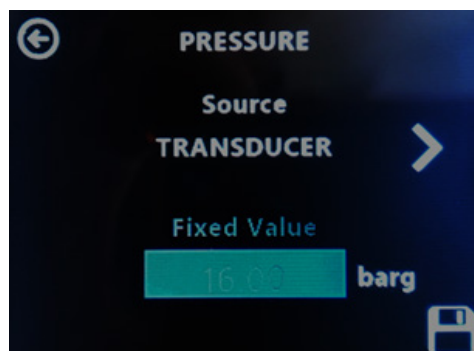 PRESSURE
Source
TRANSDUCER
Fixed Value
16.00 barg